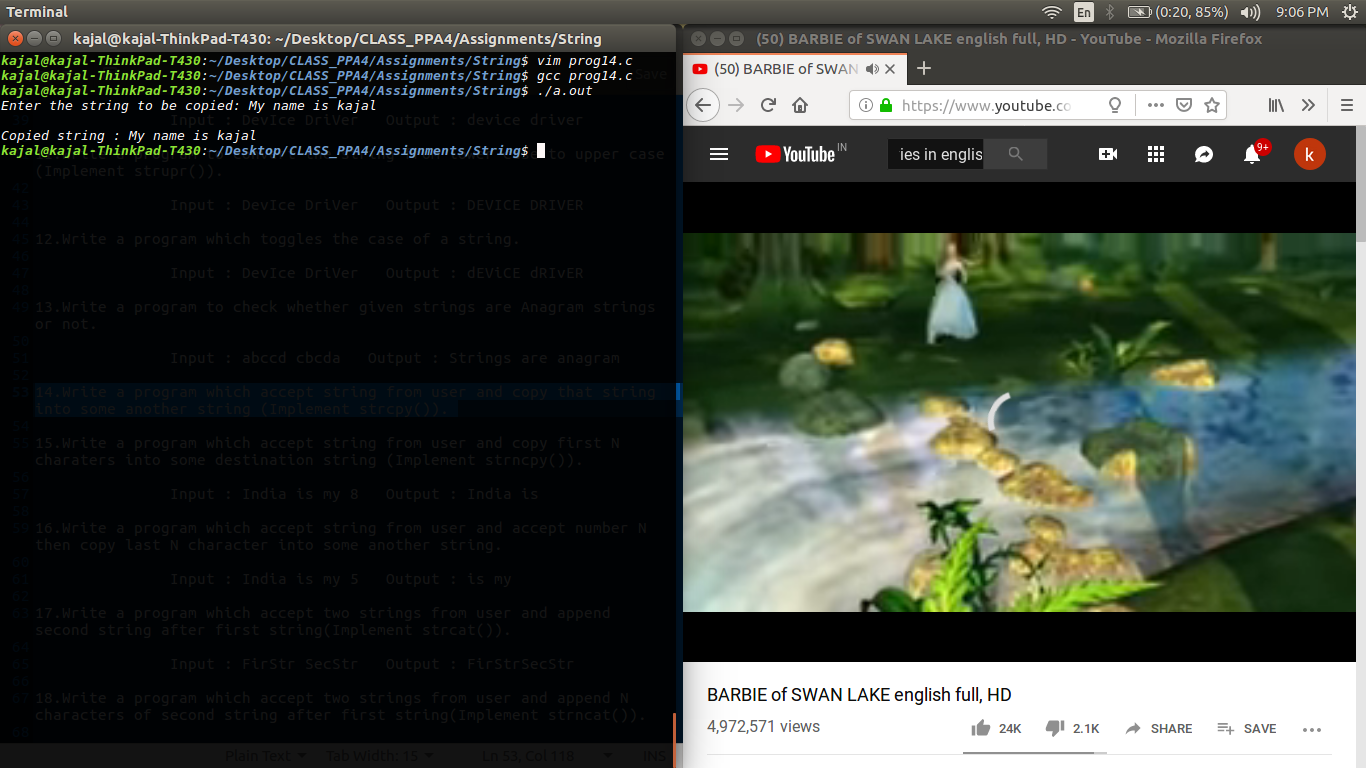 Terminal
En
(0:20, 85%)
9:06 PM
kajal@kajal-ThinkPad-T430: ~/Desktop/CLASS_PPA4/Assignments/String
kajal@kajal-ThinkPad-T430:~/Desktop/CLASS_PPA4/Assignments/String$ vim prog14.c
kajal@kajal-ThinkPad-T430:~/Desktop/CLASS_PPA4/Assignments/String$ gcc prog14.c
Save
kajal@kajal-ThinkPad-T430:~/Desktop/CLASS_PPA4/Assignments/String$ ./a.out
Enter the string to be copied: My name is kajal
Input : DevIce DriVer   Output : device driver
Copied string : My name is kajal
kajal@kajal-ThinkPad-T430:~/Desktop/CLASS_PPA4/Assignments/String$
to upper case
(Implement strupr()).
Input : DevIce DriVer   Output : DEVICE DRIVER
12.Write a program which toggles the case of a string.
Input : DevIce DriVer   Output : dEViCE dRIvER
13.Write a program to check whether given strings are Anagram strings
or not.
Input : abccd cbcda   Output : Strings are anagram
14.Write a program which accept string from user and copy that string
into some another string (Implement strcpy()).
15.Write a program which accept string from user and copy first N
charaters into some destination string (Implement strncpy()).
Input : India is my 8   Output : India is
16.Write a program which accept string from user and accept number N
then copy last N character into some another string.
Input : India is my 5   Output : is my
17.Write a program which accept two strings from user and append
second string after first string(Implement strcat()).
Input : FirStr SecStr   Output : FirStrSecStr
18.Write a program which accept two strings from user and append N
characters of second string after first string(Implement strncat()).
Plain Text
Tab Width: 15
Ln 53, Col 118
INS
(50) BARBIE of SWAN LAKE english full, HD - YouTube - Mozilla Firefox
(50) BARBIE of SWAN
https://www.youtube.co
YouTube IN
ies in englis
9+
k
BARBIE of SWAN LAKE english full, HD
4,972,571 views
24K
2.1K
SHARE
SAVE